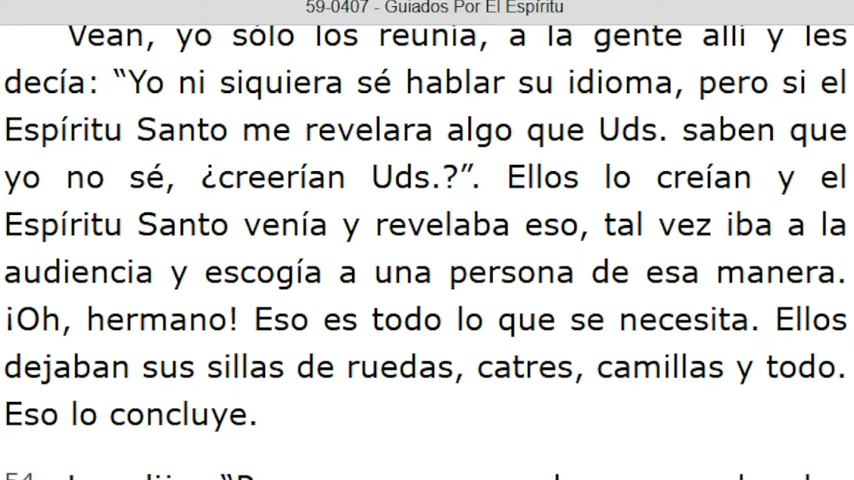 59-0407 - Guiados Por El Espíritu
Vean, yo sólo los reunía, a la gente allí y les
decía: “Yo ni siquiera sé hablar su idioma, pero si el
Espíritu Santo me revelara algo que Uds. saben que
yo no sé, ¿creerían Uds.?”. Ellos lo creían y el
Espíritu Santo venía y revelaba eso, tal vez iba a la
audiencia y escogía a una persona de esa manera.
¡Oh, hermano! Eso es todo lo que se necesita. Ellos
dejaban sus sillas de ruedas, catres, camillas y todo.
Eso lo concluye.